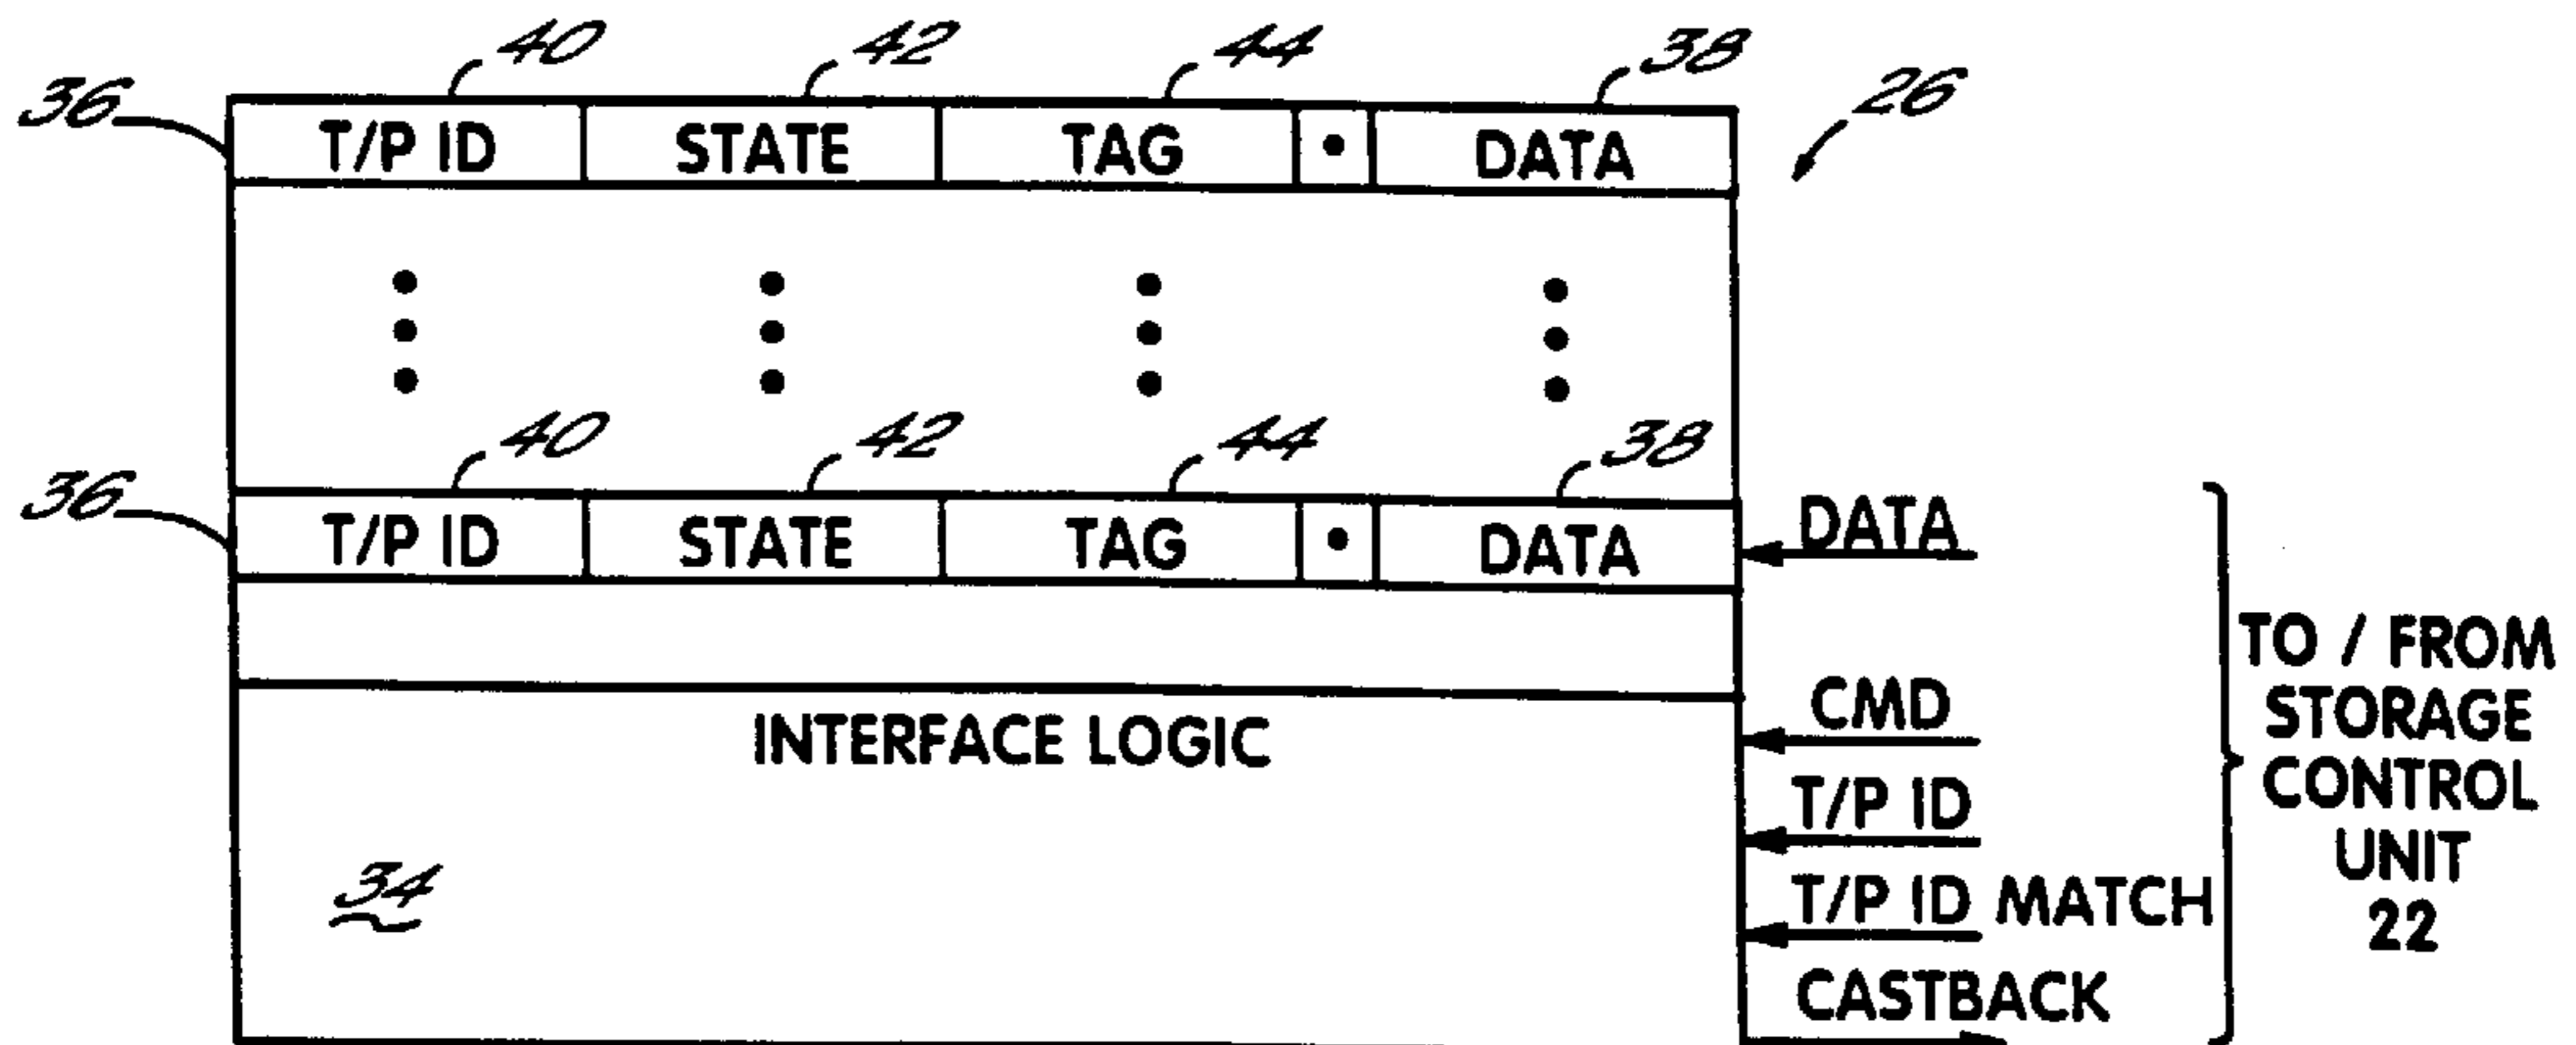 40 42 44 38
36 26
T/P ID STATE TAG • DATA
40 42 44 38
36
T/P ID STATE TAG • DATA
DATA
TO / FROM
STORAGE
CONTROL
UNIT
22
INTERFACE LOGIC
CMD
T/P ID
34
T/P ID MATCH
CASTBACK